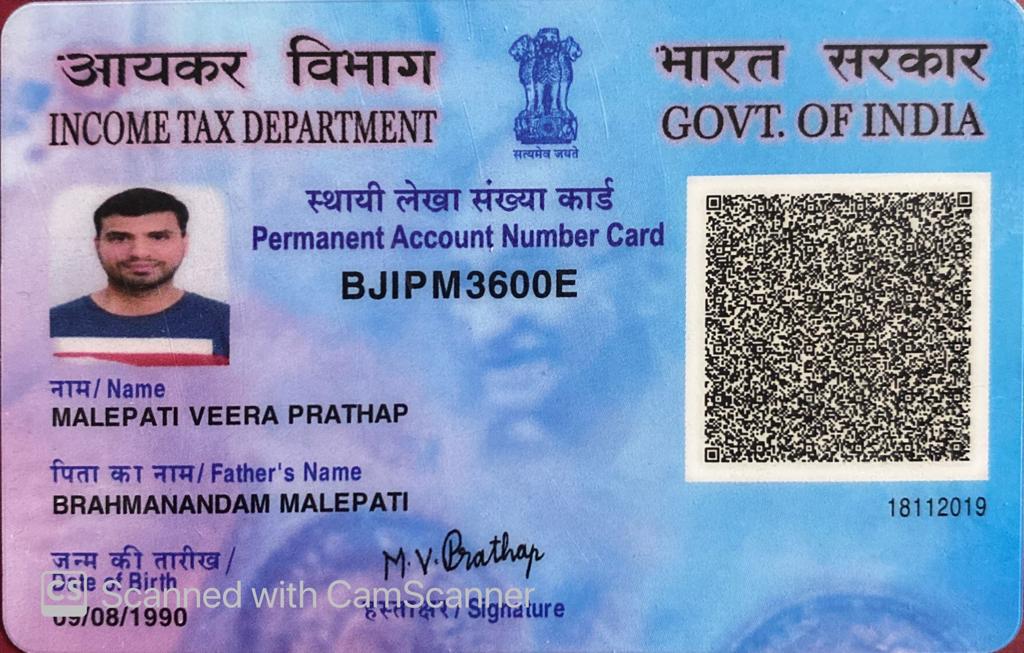 आयकर विभाग
INCOME TAX DEPARTMENT
सत्यमेव जयते
भारत सरकार
GOVT. OF INDIA
स्थायी लेखा संख्या कार्ड
Permanent Account Number Card
BJIPM3600E
नाम/ Name
MALEPATI VEERA PRATHAP
पिता का नाम/ Father's Name
BRAHMANANDAM MALEPATI
18112019
जन्म की तारीख /
Date of Birth
09/08/1990
M.V.Prathap
हस्ताक्षर/ Signature
CS Scanned with CamScanner